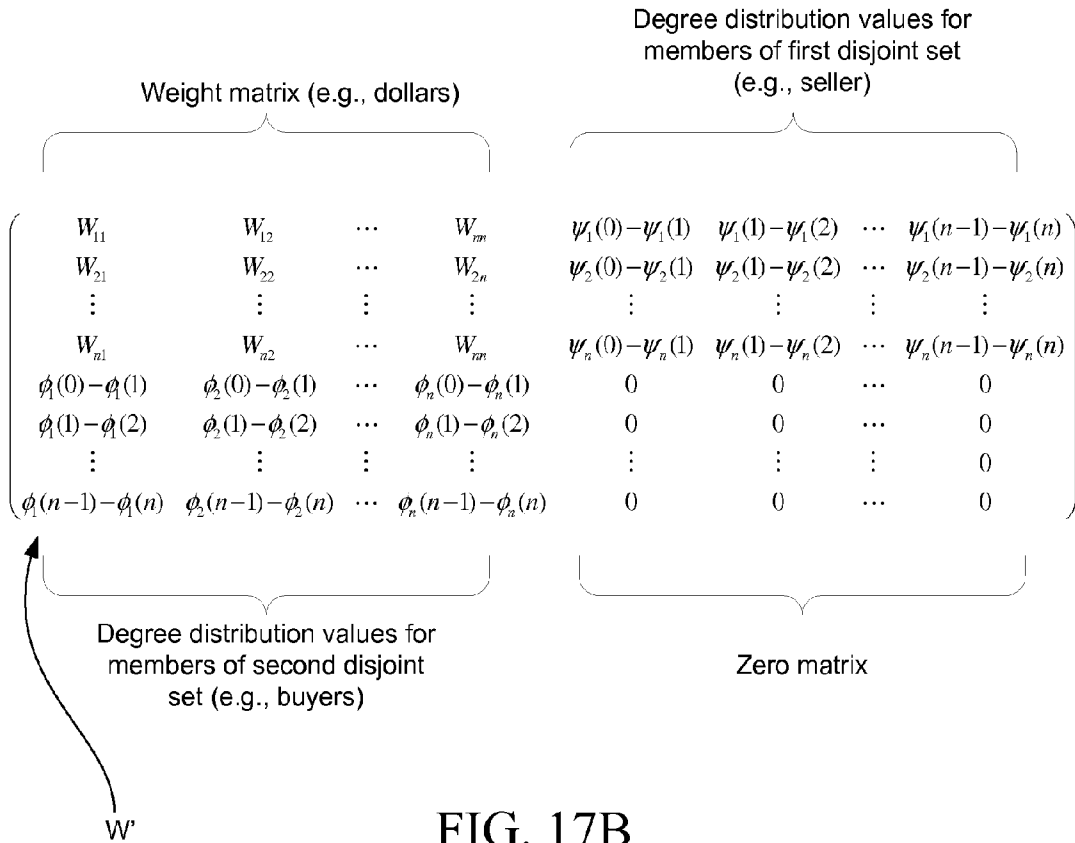 Degree distribution values for
members of first disjoint set
(e.g., seller)
Weight matrix (e.g., dollars)
W₁₁ W₁₂ ⋯ Wₙₙ ψ₁(0)−ψ₁(1) ψ₁(1)−ψ₁(2) ⋯ ψ₁(n−1)−ψ₁(n)
W₂₁ W₂₂ ⋯ W₂ₙ ψ₂(0)−ψ₂(1) ψ₂(1)−ψ₂(2) ⋯ ψ₂(n−1)−ψ₂(n)
⋮ ⋮ ⋮ ⋮ ⋮ ⋮ ⋮ ⋮
Wₙ₁ Wₙ₂ ⋯ Wₙₙ ψₙ(0)−ψₙ(1) ψₙ(1)−ψₙ(2) ⋯ ψₙ(n−1)−ψₙ(n)
ϕ₁(0)−ϕ₁(1) ϕ₂(0)−ϕ₂(1) ⋯ ϕₙ(0)−ϕₙ(1) 0 0 ⋯ 0
ϕ₁(1)−ϕ₁(2) ϕ₂(1)−ϕ₂(2) ⋯ ϕₙ(1)−ϕₙ(2) 0 0 ⋯ 0
⋮ ⋮ ⋮ ⋮ ⋮ ⋮ ⋮ 0
ϕ₁(n−1)−ϕ₁(n) ϕ₂(n−1)−ϕ₂(n) ⋯ ϕₙ(n−1)−ϕₙ(n) 0 0 ⋯ 0
Degree distribution values for
members of second disjoint
set (e.g., buyers)
Zero matrix
W'
FIG. 17B